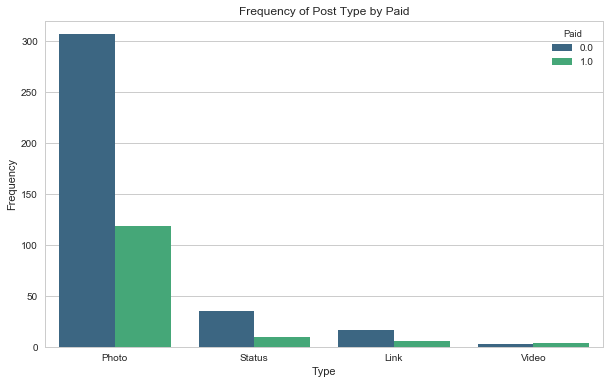 Frequency of Post Type by Paid
Paid
0.0
1.0
300
250
200
150
100
50
0
Frequency
Photo Status Link Video
Type